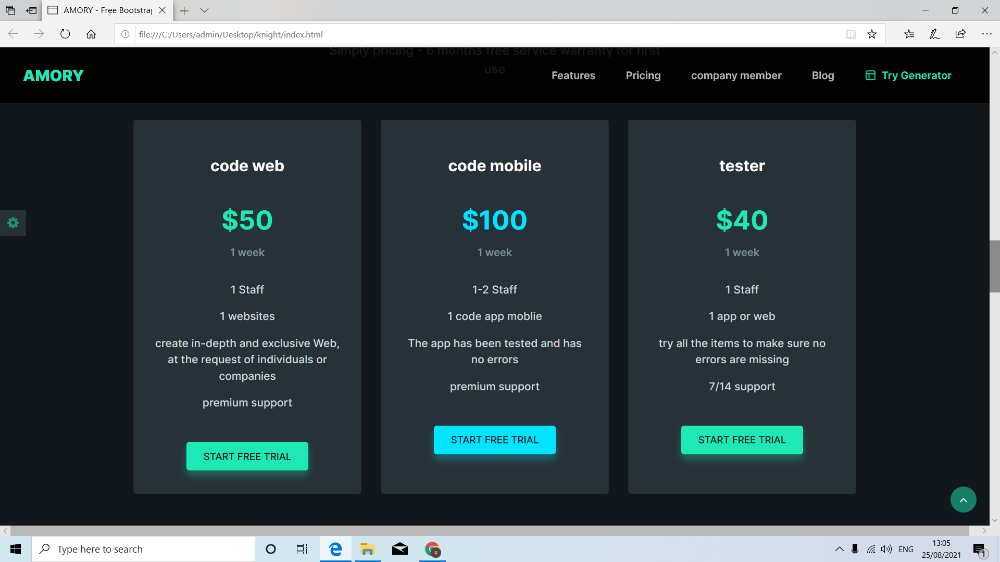 AMORY - Free Bootstra
file:///C:/Users/admin/Desktop/knight/index.html
Simply pricing - 6 months free service warranty for first
use
AMORY
Features
Pricing
company member
Blog
Try Generator
code web
$50
1 week
1 Staff
1 websites
create in-depth and exclusive Web,
at the request of individuals or
companies
premium support
START FREE TRIAL
code mobile
$100
1 week
1-2 Staff
1 code app moblie
The app has been tested and has
no errors
premium support
START FREE TRIAL
tester
$40
1 week
1 Staff
1 app or web
try all the items to make sure no
errors are missing
7/14 support
START FREE TRIAL
Type here to search
ENG
13:05
25/08/2021
1